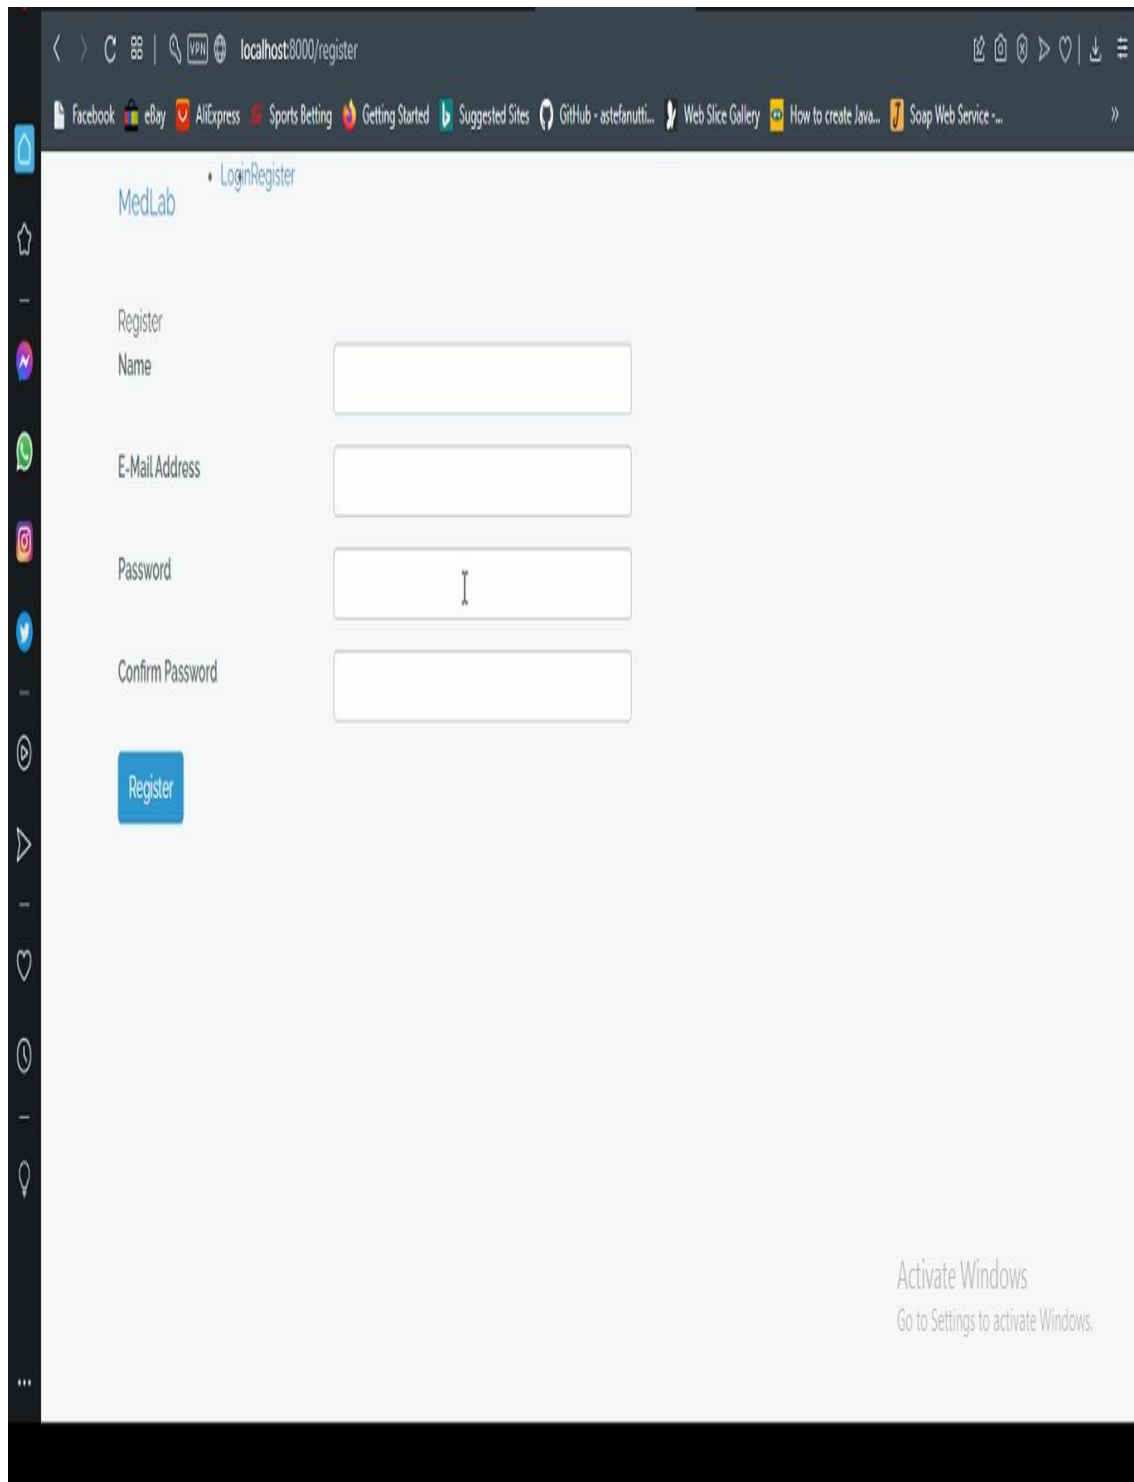 VPN localhost:8000/register
Facebook eBay AliExpress Sports Betting Getting Started Suggested Sites GitHub - astefanutti... Web Slice Gallery How to create Java... Soap Web Service -...
LoginRegister
MedLab
Register
Name
E-Mail Address
Password
Confirm Password
Register
Activate Windows
Go to Settings to activate Windows.